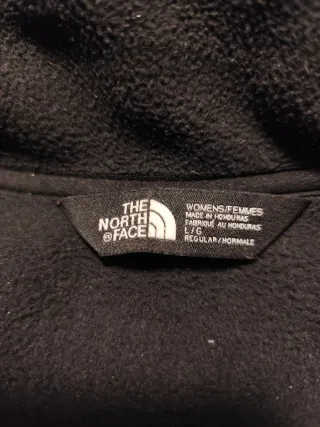 THE
NORTH
® FACE
WOMENS/FEMMES
MADE IN HONDURAS
FABRIQUÉ AU HONDURAS
L/G
REGULAR/NORMALE